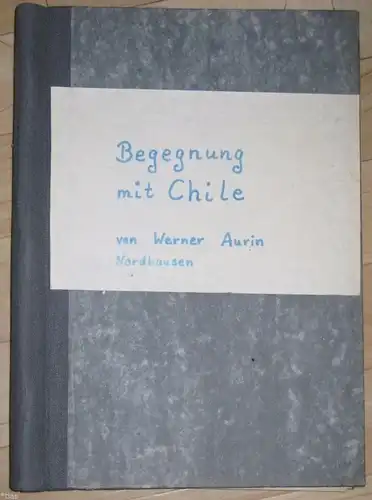 Begegnung
mit Chile
von Werner Aurin
Nordhausen